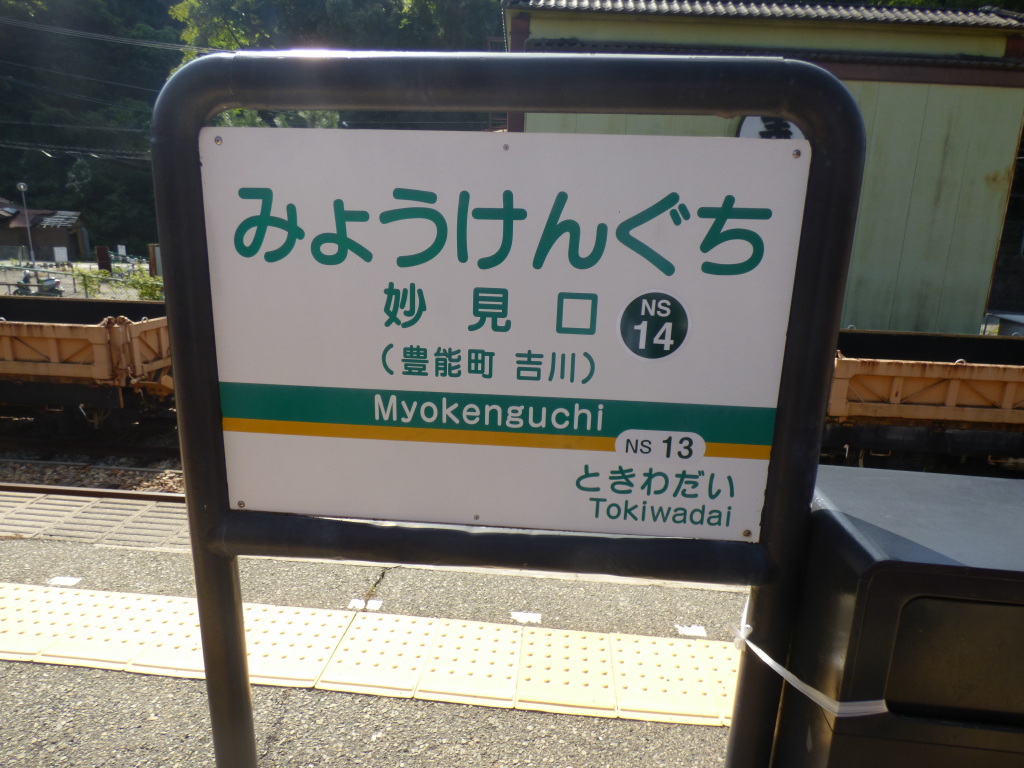 みょうけんぐち
妙見口
NS
14
（豊能町 吉川）
Myokenguchi
NS 13
ときわだい
Tokiwadai